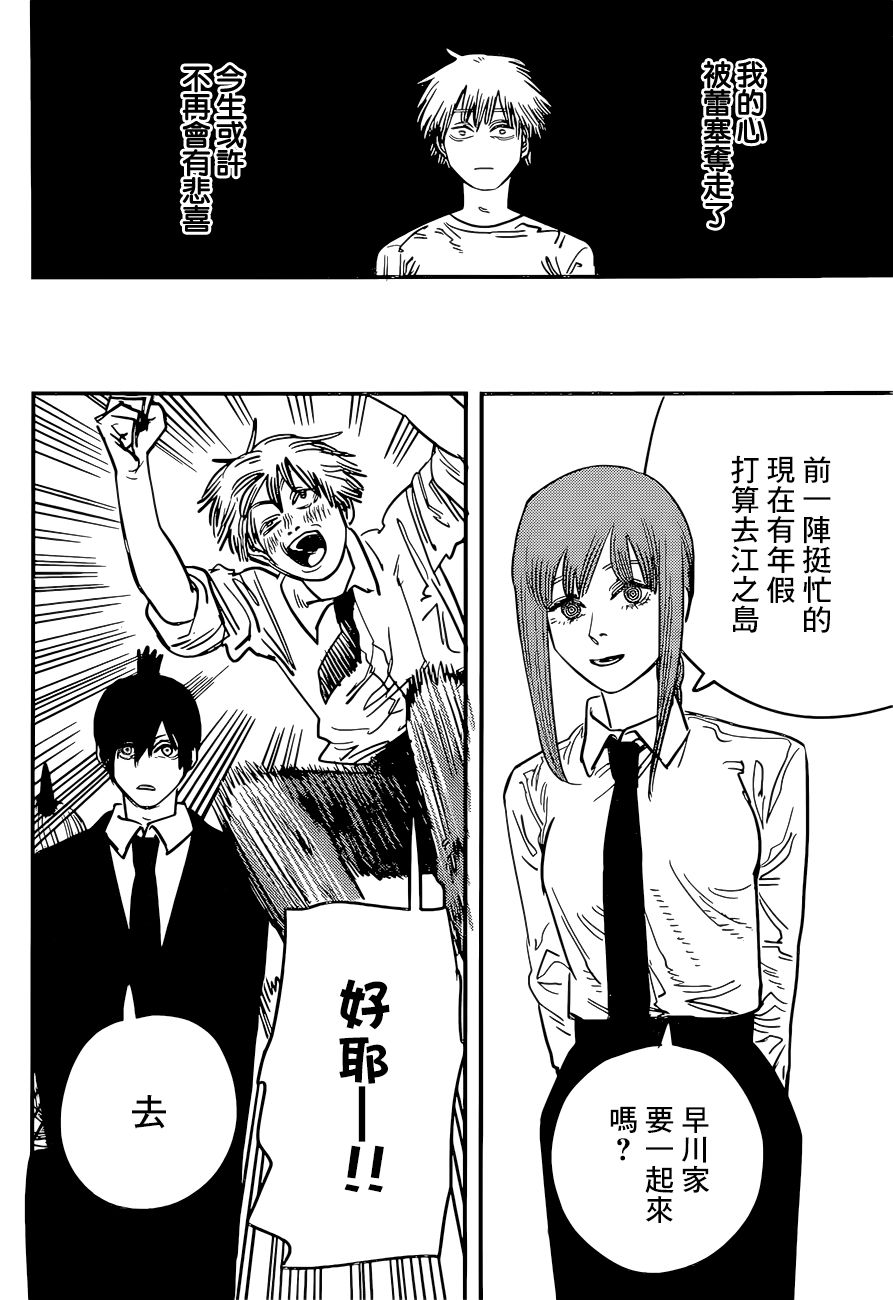 我的心
被蕾塞奪走了
今生或許
不再會有悲喜
前一陣挺忙的
現在有年假
打算去江之島
早川家
要一起來
嗎?
好耶—!!
去